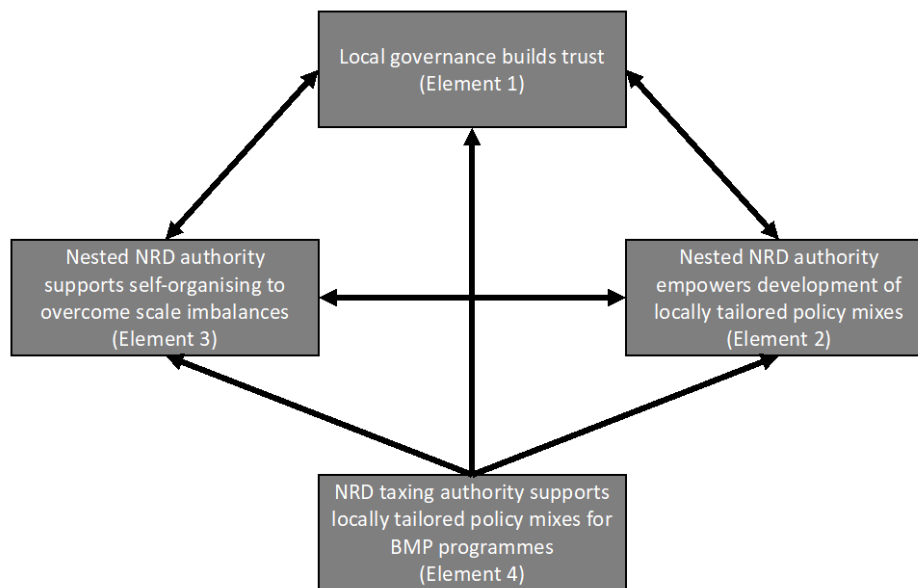 Local governance builds trust
(Element 1)
Nested NRD authority
supports self-organising to
overcome scale imbalances
(Element 3)
Nested NRD authority
empowers development of
locally tailored policy mixes
(Element 2)
NRD taxing authority supports
locally tailored policy mixes for
BMP programmes
(Element 4)